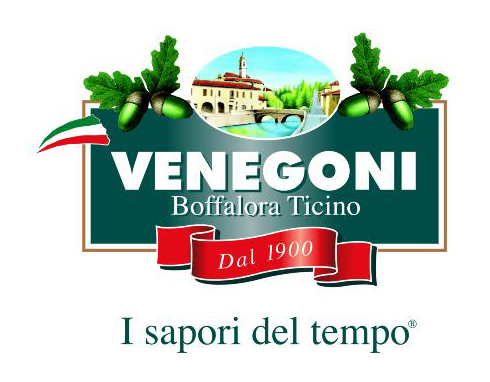 VENEGONI
Boffalora Ticino
Dal 1900
I sapori del tempo®